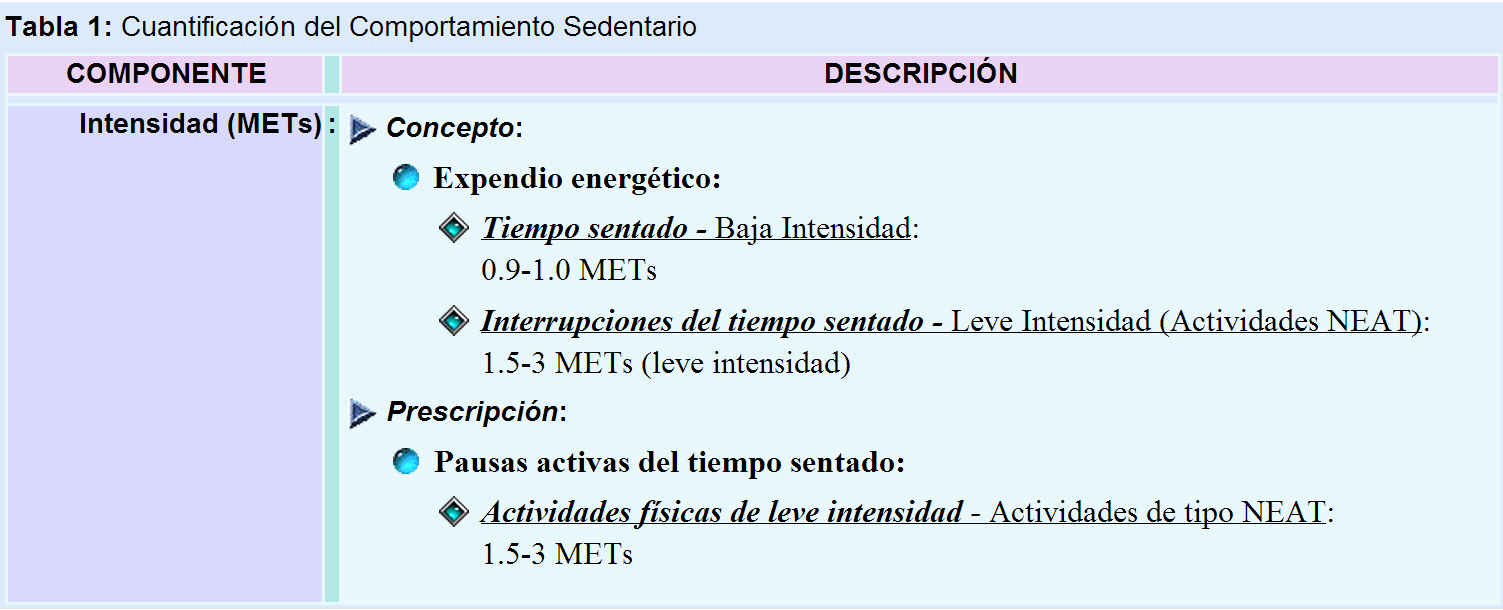 Tabla 1: Cuantificación del Comportamiento Sedentario
COMPONENTE DESCRIPCIÓN
Intensidad (METs) : Concepto:
Expendio energético:
Tiempo sentado - Baja Intensidad:
0.9-1.0 METs
Interrupciones del tiempo sentado - Leve Intensidad (Actividades NEAT):
1.5-3 METs (leve intensidad)
Prescripción:
Pausas activas del tiempo sentado:
Actividades físicas de leve intensidad - Actividades de tipo NEAT:
1.5-3 METs